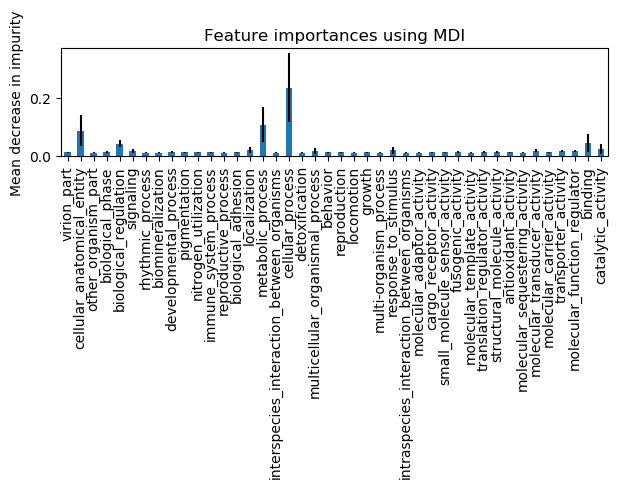 Feature importances using MDI
Mean decrease in impurity
0.2
0.0
virion_part
cellular_anatomical_entity
other_organism_part
biological_phase
biological_regulation
signaling
rhythmic_process
biomineralization
developmental_process
pigmentation
nitrogen_utilization
immune_system_process
reproductive_process
biological_adhesion
localization
metabolic_process
interspecies_interaction_between_organisms
cellular_process
detoxification
multicellular_organismal_process
behavior
reproduction
locomotion
growth
multi-organism_process
response_to_stimulus
intraspecies_interaction_between_organisms
molecular_adaptor_activity
cargo_receptor_activity
small_molecule_sensor_activity
fusogenic_activity
molecular_template_activity
translation_regulator_activity
structural_molecule_activity
antioxidant_activity
molecular_sequestering_activity
molecular_transducer_activity
molecular_carrier_activity
transporter_activity
molecular_function_regulator
binding
catalytic_activity